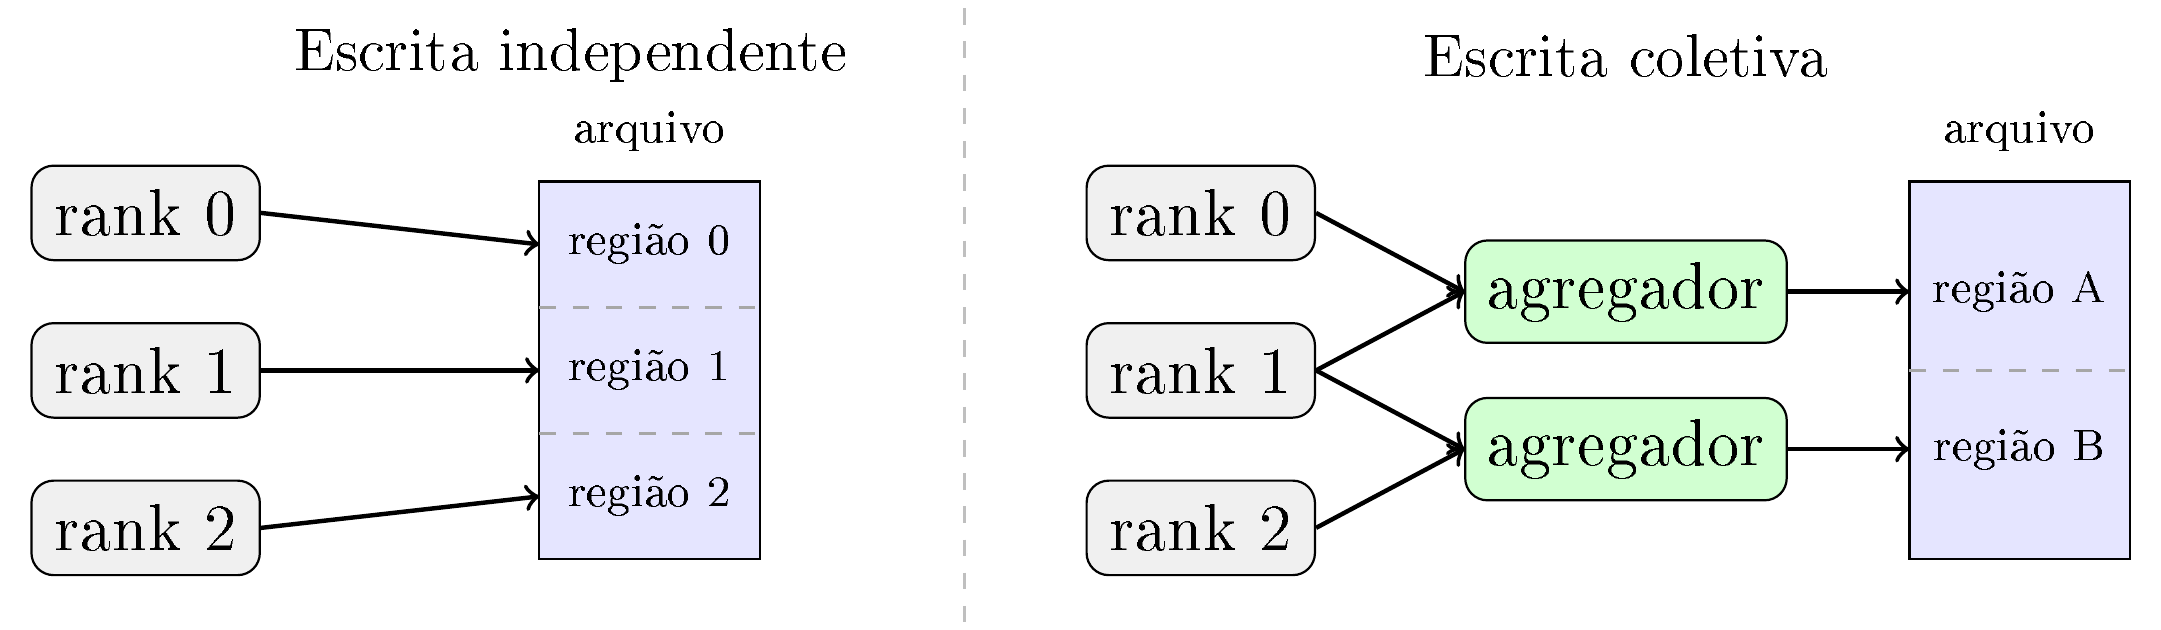 Escrita independente
arquivo
rank 0
região 0
rank 1
região 1
rank 2
região 2
Escrita coletiva
arquivo
rank 0
agregador
região A
rank 1
agregador
região B
rank 2